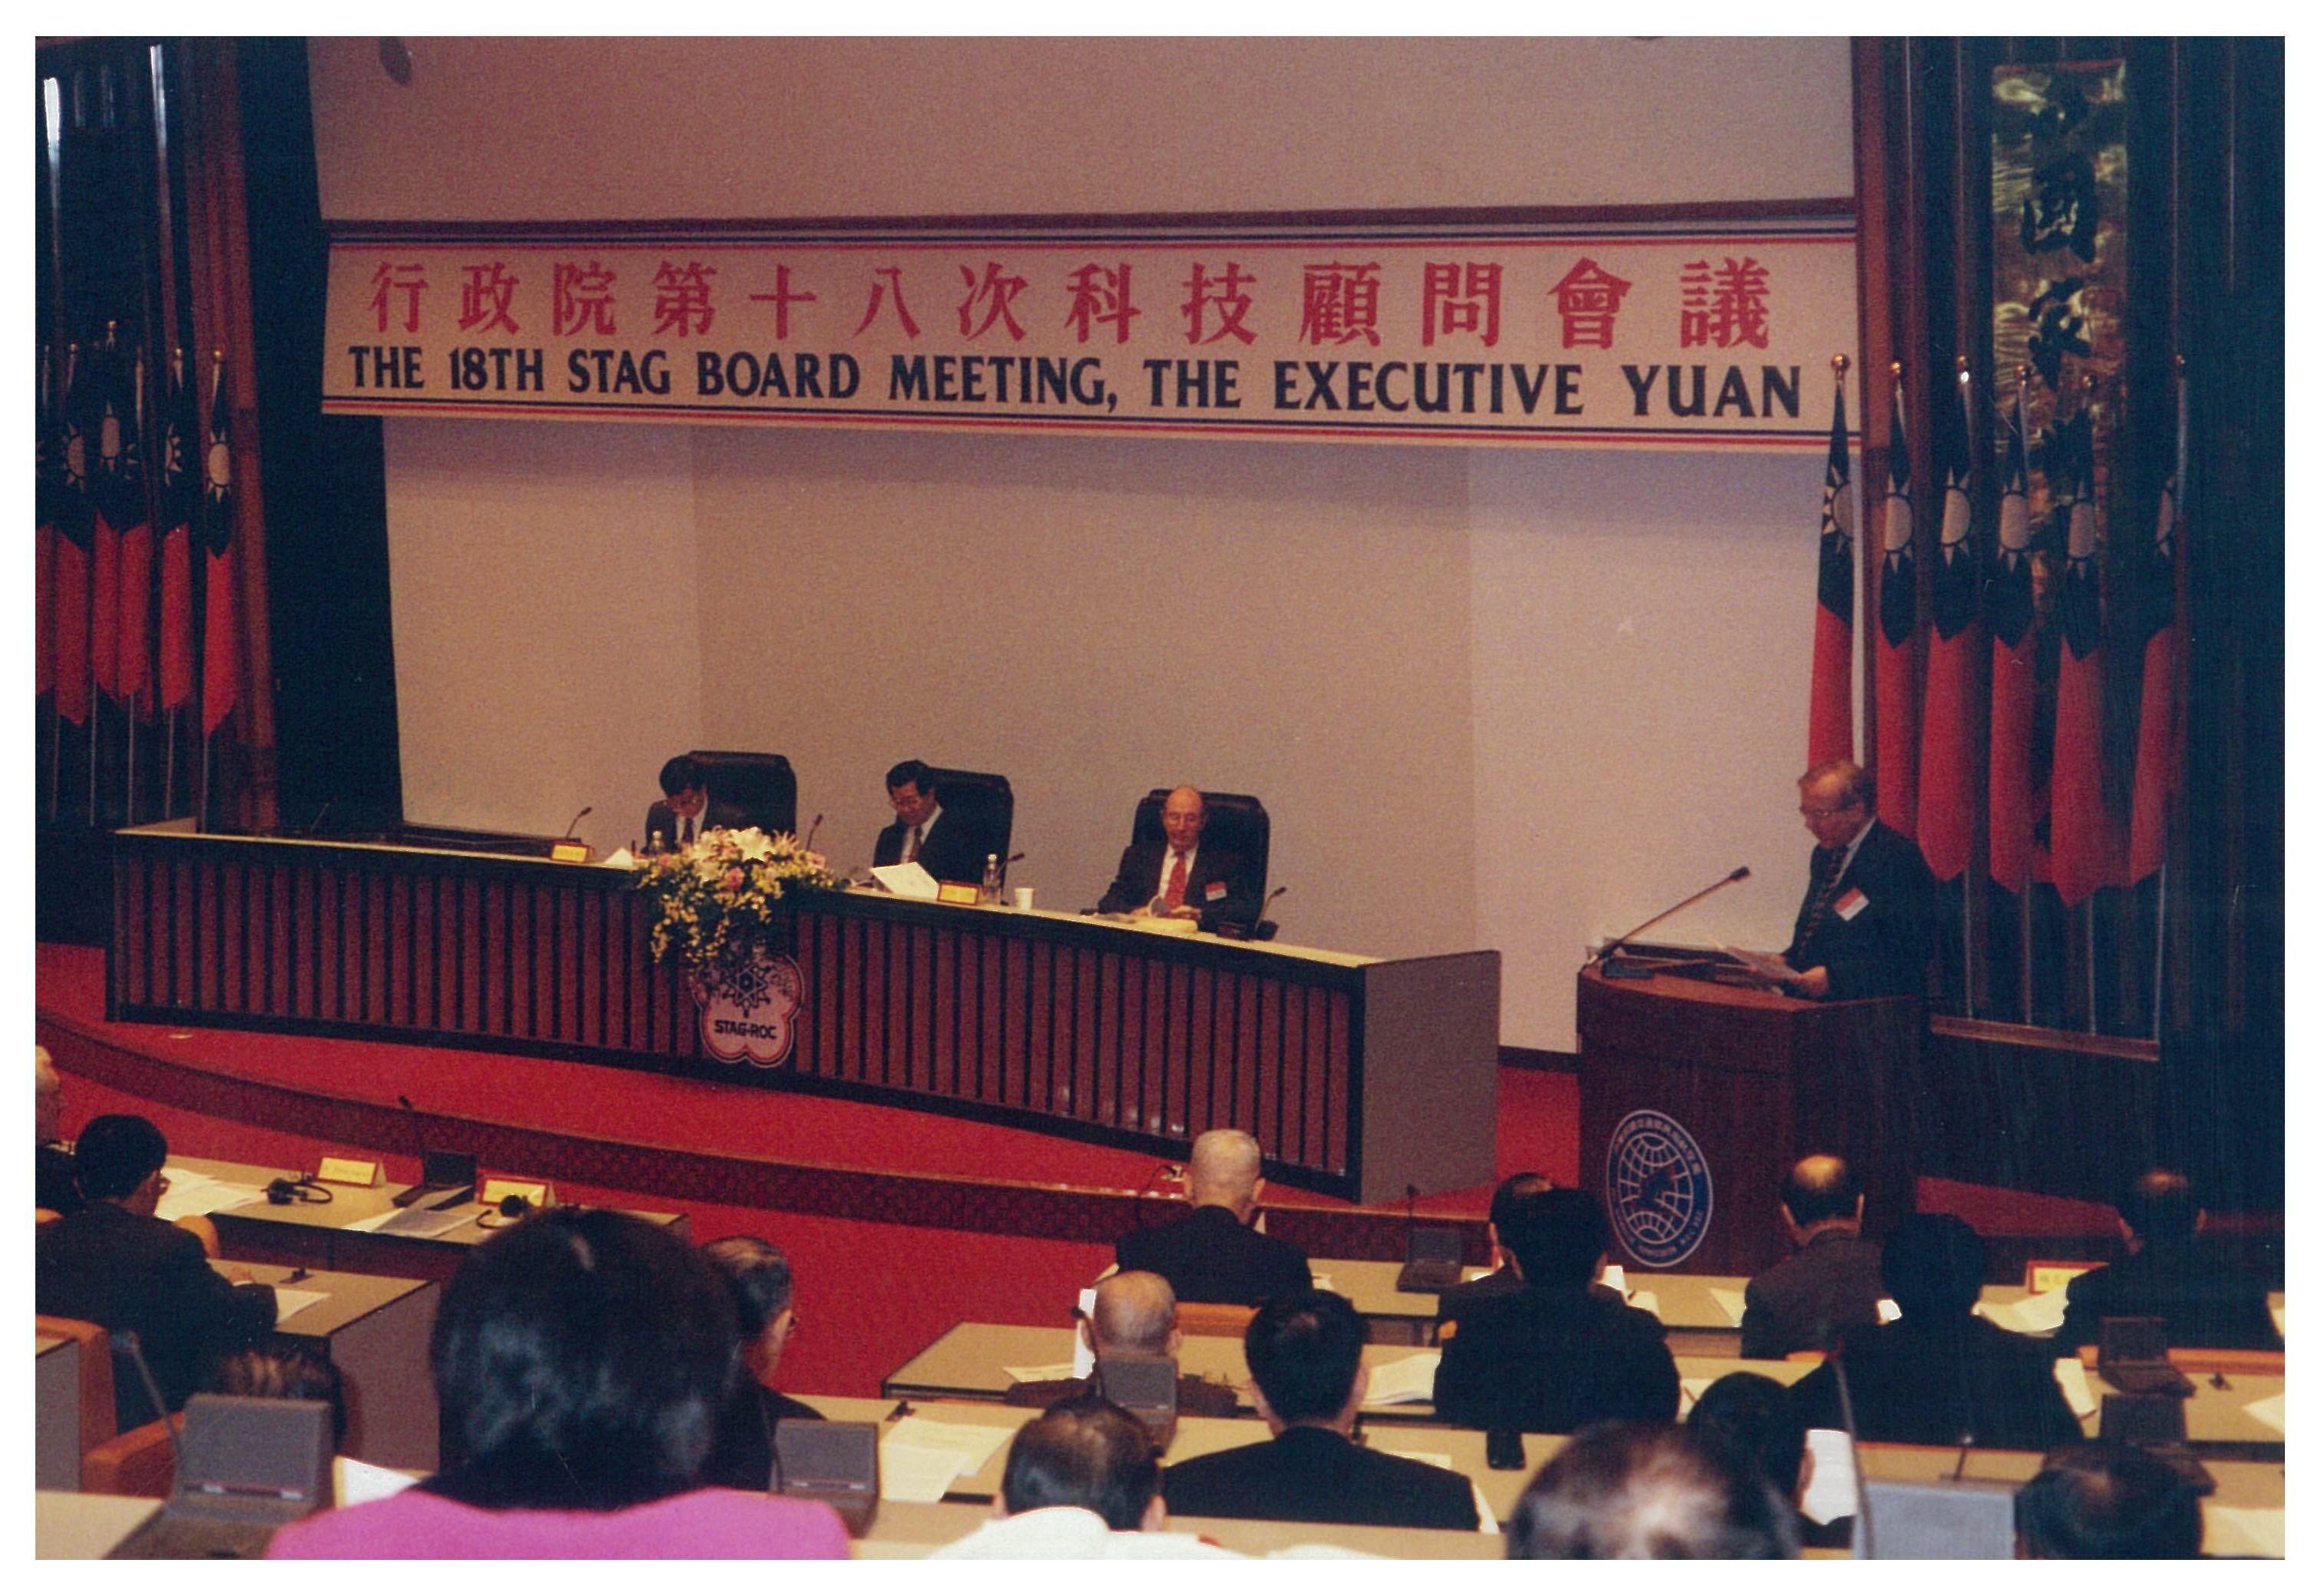 行政院第十八次科技顧問會議
THE 18TH STAG BOARD MEETING, THE EXECUTIVE YUAN
STAG-ROC